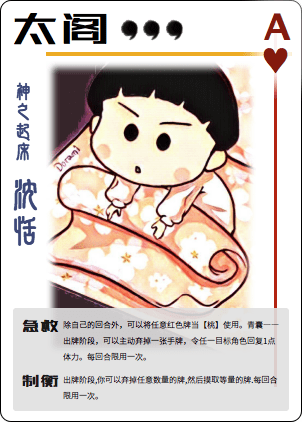 太阁
A
神之起席
沈恬
Dorami
急救 除自己的回合外，可以将任意红色牌当【桃】使用。青囊一一
出牌阶段，可以主动弃掉一张手牌，令任一目标角色回复1点
体力。每回合限用一次。
制衡 出牌阶段,你可以弃掉任意数量的牌,然后摸取等量的牌.每回合
限用一次。